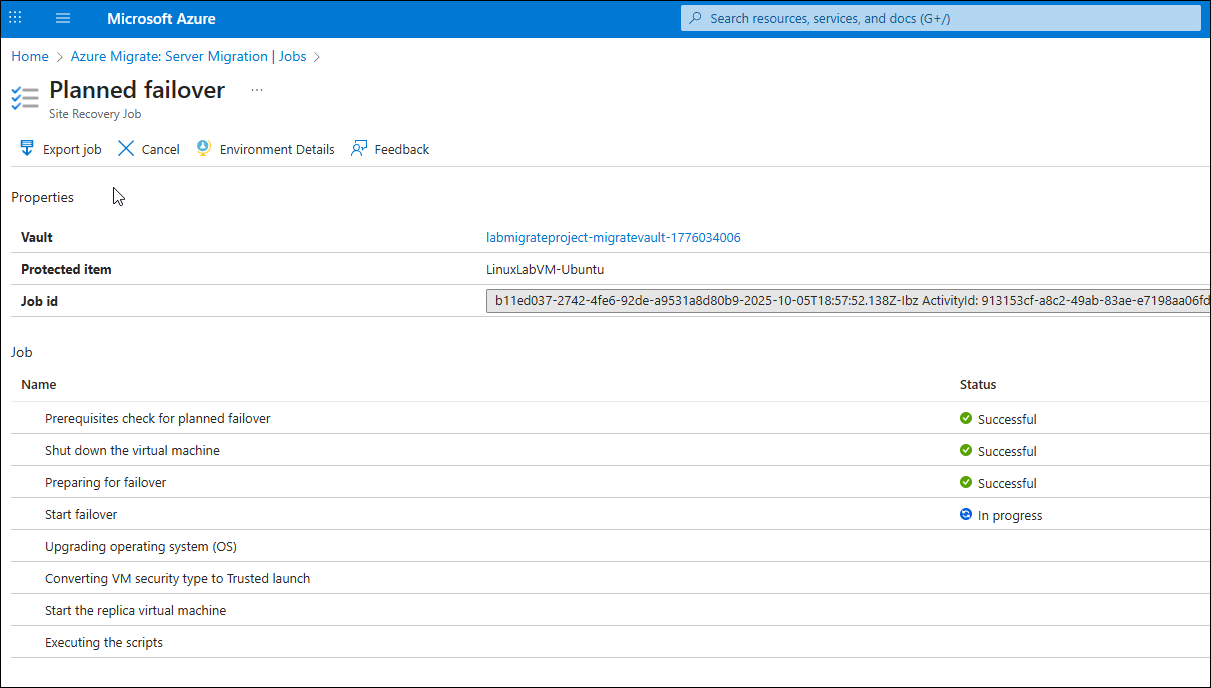 Microsoft Azure
Search resources, services, and docs (G+/)
Home > Azure Migrate: Server Migration | Jobs >
Planned failover ...
Site Recovery Job
Export job Cancel Environment Details Feedback
Properties
Vault labmigrateproject-migratevault-1776034006
Protected item LinuxLabVM-Ubuntu
Job id b11ed037-2742-4fe6-92de-a9531a8d80b9-2025-10-05T18:57:52.138Z-Ibz ActivityId: 913153cf-a8c2-49ab-83ae-e7198aa06fd
Job
Name Status
Prerequisites check for planned failover Successful
Shut down the virtual machine Successful
Preparing for failover Successful
Start failover In progress
Upgrading operating system (OS)
Converting VM security type to Trusted launch
Start the replica virtual machine
Executing the scripts